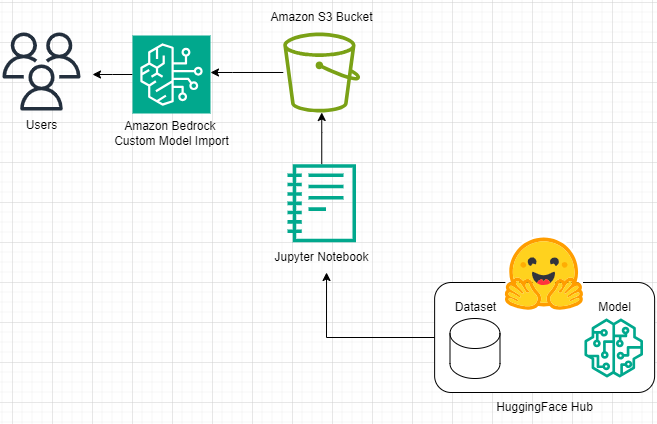 Amazon S3 Bucket
Users
Amazon Bedrock
Custom Model Import
Jupyter Notebook
Dataset
Model
HuggingFace Hub